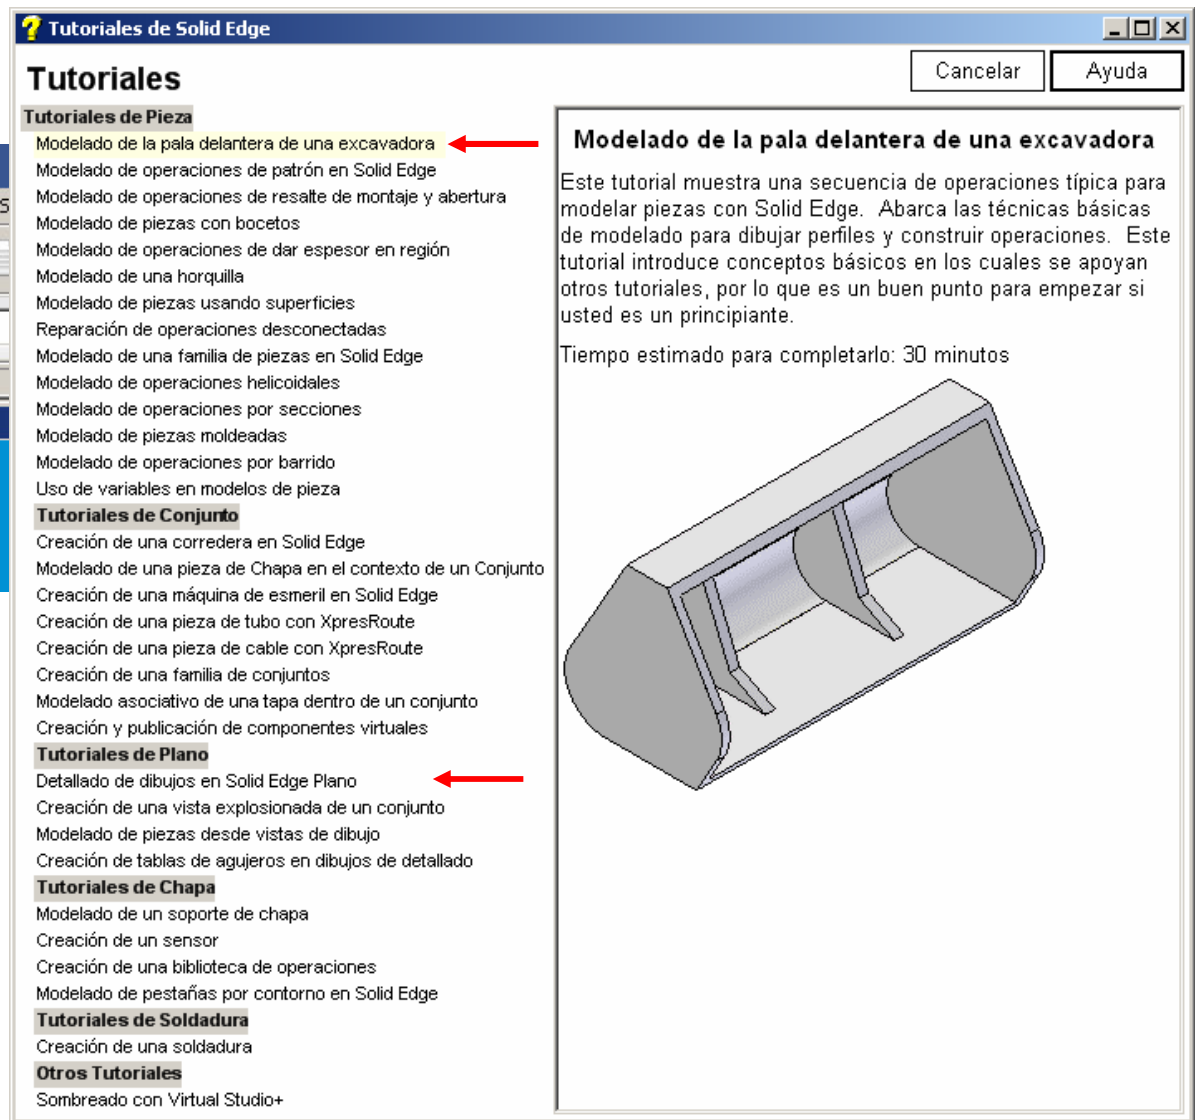 Tutoriales de Solid Edge
Tutoriales
Cancelar
Ayuda
Tutoriales de Pieza
Modelado de la pala delantera de una excavadora
Modelado de operaciones de patrón en Solid Edge
Modelado de operaciones de resalte de montaje y abertura
Modelado de piezas con bocetos
Modelado de operaciones de dar espesor en región
Modelado de una horquilla
Modelado de piezas usando superficies
Reparación de operaciones desconectadas
Modelado de una familia de piezas en Solid Edge
Modelado de operaciones helicoidales
Modelado de operaciones por secciones
Modelado de piezas moldeadas
Modelado de operaciones por barrido
Uso de variables en modelos de pieza
Tutoriales de Conjunto
Creación de una corredera en Solid Edge
Modelado de una pieza de Chapa en el contexto de un Conjunto
Creación de una máquina de esmeril en Solid Edge
Creación de una pieza de tubo con XpresRoute
Creación de una pieza de cable con XpresRoute
Creación de una familia de conjuntos
Modelado asociativo de una tapa dentro de un conjunto
Creación y publicación de componentes virtuales
Tutoriales de Plano
Detallado de dibujos en Solid Edge Plano
Creación de una vista explosionada de un conjunto
Modelado de piezas desde vistas de dibujo
Creación de tablas de agujeros en dibujos de detallado
Tutoriales de Chapa
Modelado de un soporte de chapa
Creación de un sensor
Creación de una biblioteca de operaciones
Modelado de pestañas por contorno en Solid Edge
Tutoriales de Soldadura
Creación de una soldadura
Otros Tutoriales
Sombreado con Virtual Studio+
Modelado de la pala delantera de una excavadora
Este tutorial muestra una secuencia de operaciones típica para
modelar piezas con Solid Edge. Abarca las técnicas básicas
de modelado para dibujar perfiles y construir operaciones. Este
tutorial introduce conceptos básicos en los cuales se apoyan
otros tutoriales, por lo que es un buen punto para empezar si
usted es un principiante.
Tiempo estimado para completarlo: 30 minutos